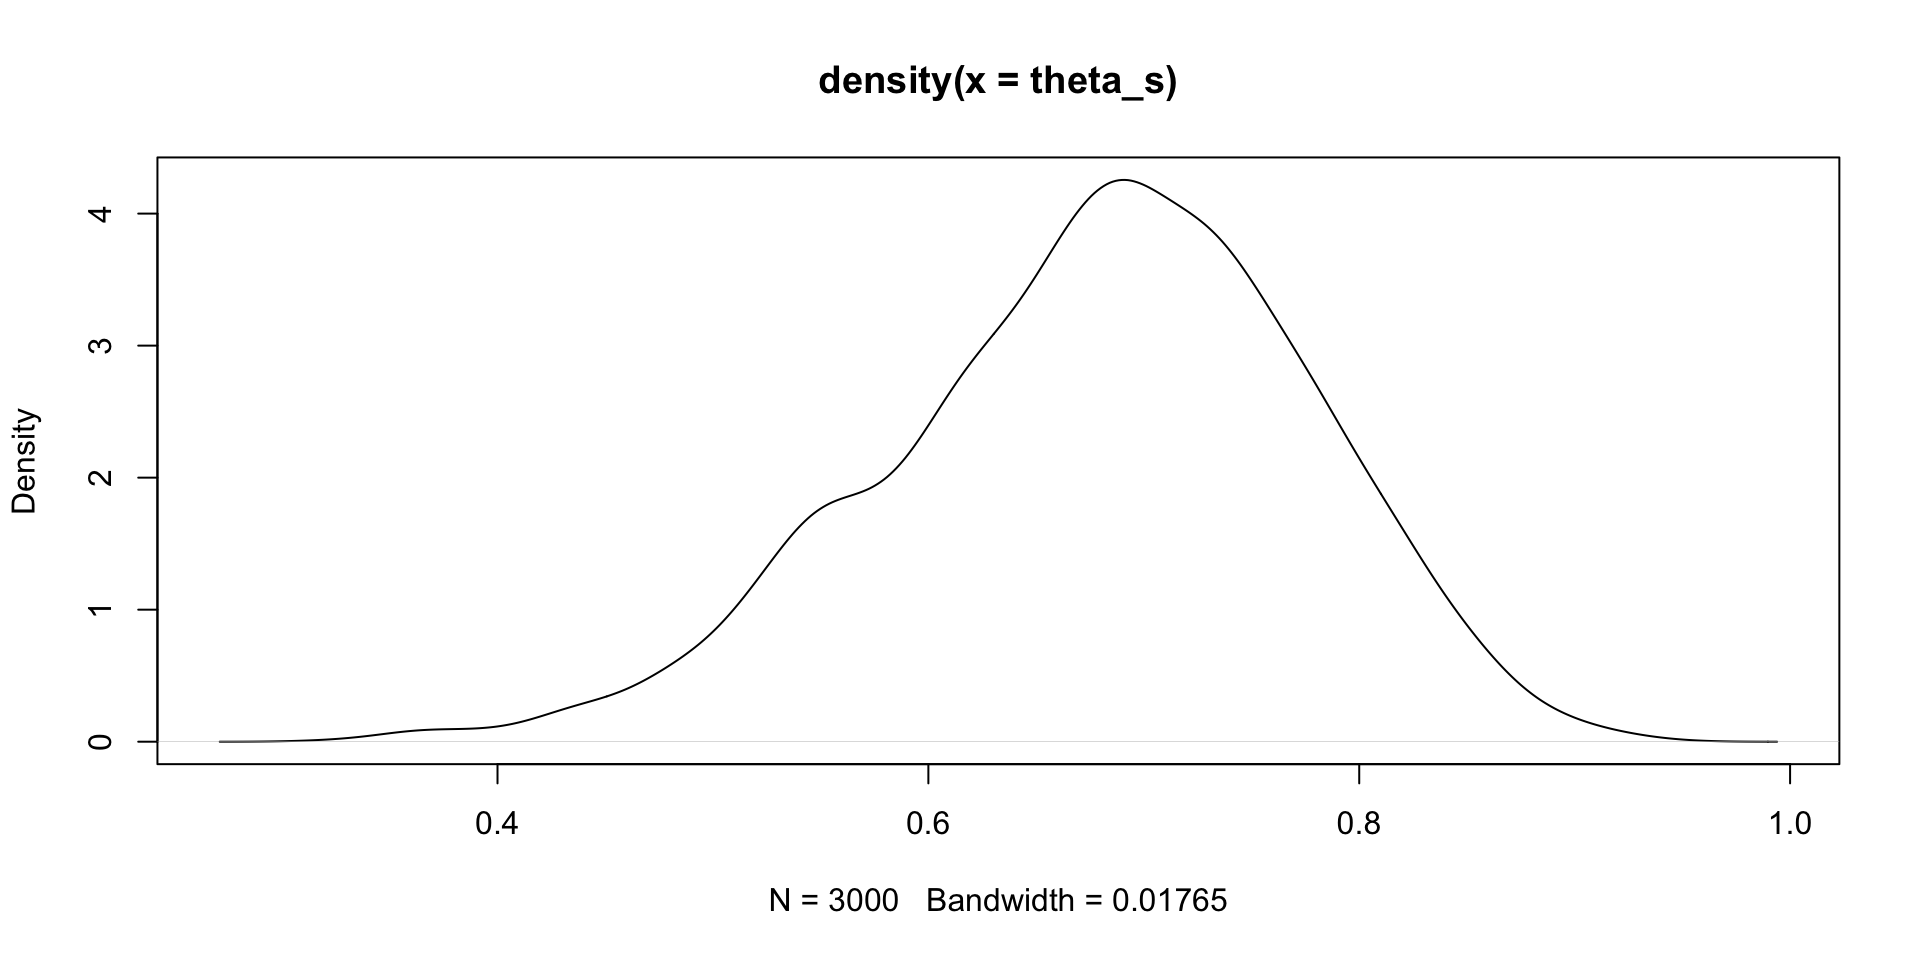 density(x = theta_s)
Density
4
3
2
1
0
0.4 0.6 0.8 1.0
N = 3000 Bandwidth = 0.01765